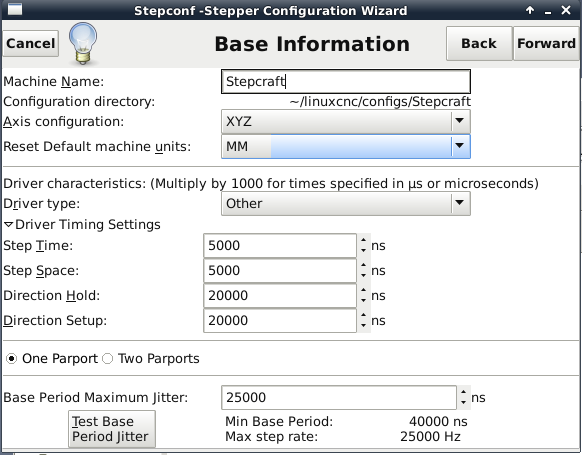 Stepconf -Stepper Configuration Wizard
Cancel Base Information Back Forward
Machine Name: Stepcraft
Configuration directory: ~/linuxcnc/configs/Stepcraft
Axis configuration: XYZ
Reset Default machine units: MM
Driver characteristics: (Multiply by 1000 for times specified in µs or microseconds)
Driver type: Other
Driver Timing Settings
Step Time: 5000 ns
Step Space: 5000 ns
Direction Hold: 20000 ns
Direction Setup: 20000 ns
One Parport Two Parports
Base Period Maximum Jitter: 25000 ns
Test Base Period Jitter
Min Base Period: 40000 ns
Max step rate: 25000 Hz